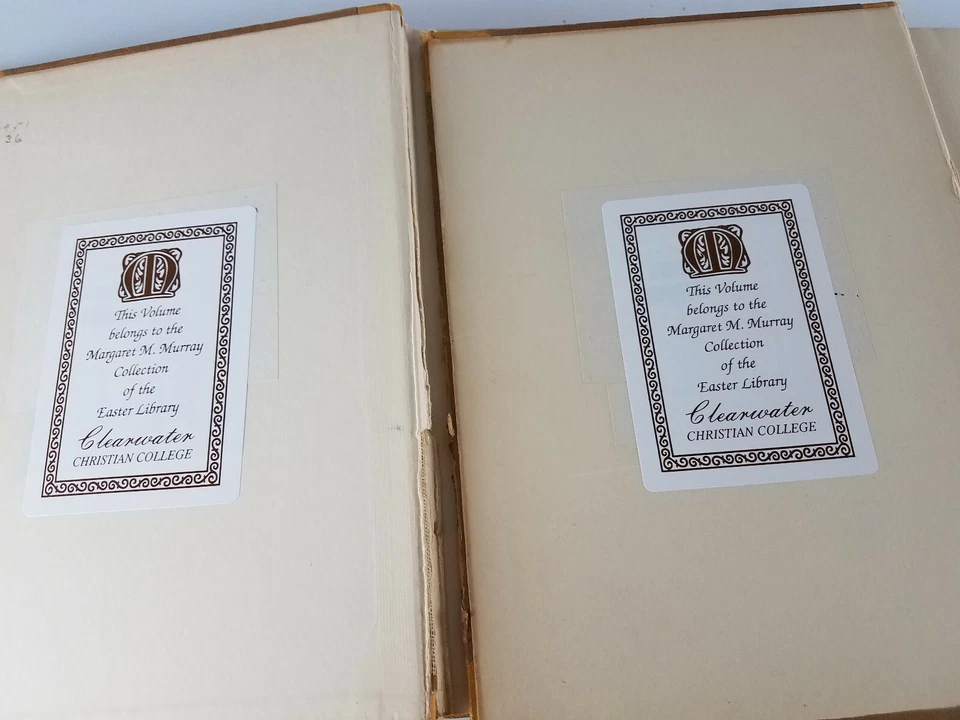 36
M
This Volume
belongs to the
Margaret M. Murray
Collection
of the
Easter Library
Clearwater
CHRISTIAN COLLEGE
M
This Volume
belongs to the
Margaret M. Murray
Collection
of the
Easter Library
Clearwater
CHRISTIAN COLLEGE